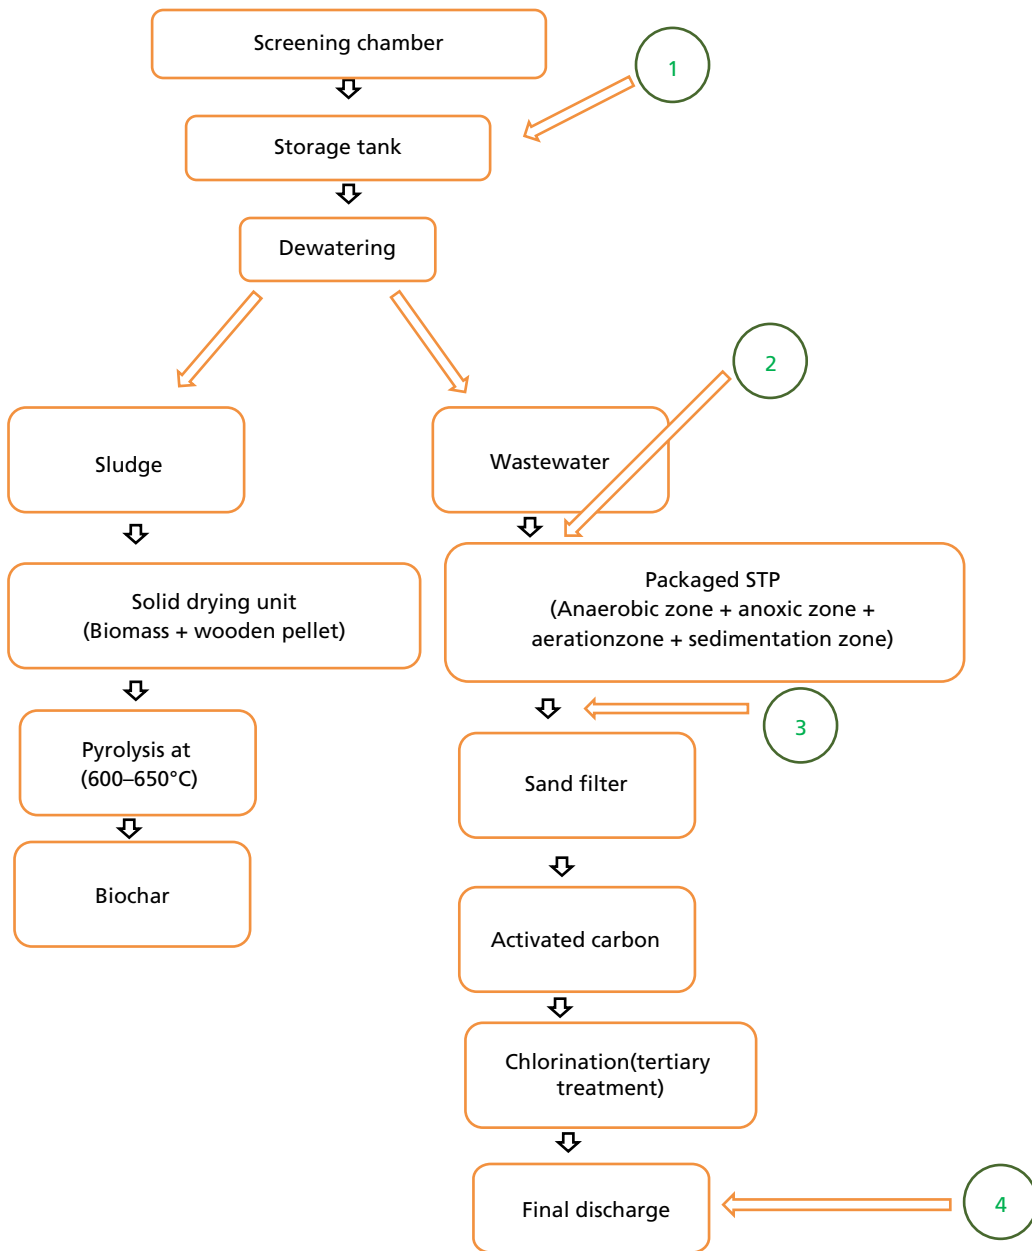 Screening chamber
1
Storage tank
Dewatering
2
Sludge
Wastewater
Solid drying unit
(Biomass + wooden pellet)
Packaged STP
(Anaerobic zone + anoxic zone +
aerationzone + sedimentation zone)
3
Pyrolysis at
(600–650°C)
Sand filter
Biochar
Activated carbon
Chlorination(tertiary
treatment)
Final discharge
4